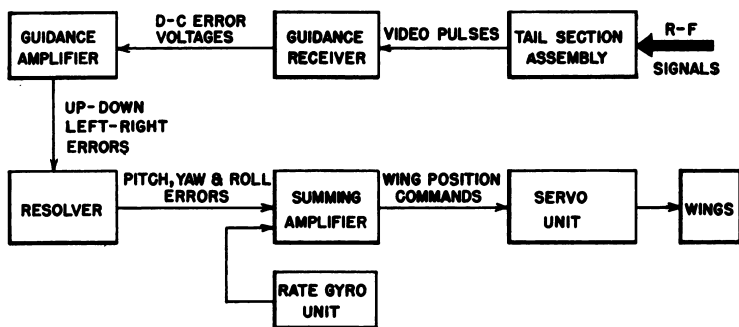 D-C ERROR
VOLTAGES
R-F
GUIDANCE
AMPLIFIER
GUIDANCE
RECEIVER
VIDEO PULSES
TAIL SECTION
ASSEMBLY
SIGNALS
UP-DOWN
LEFT-RIGHT
ERRORS
PITCH, YAW & ROLL
ERRORS
WING POSITION
COMMANDS
RESOLVER
SUMMING
AMPLIFIER
SERVO
UNIT
WINGS
RATE GYRO
UNIT